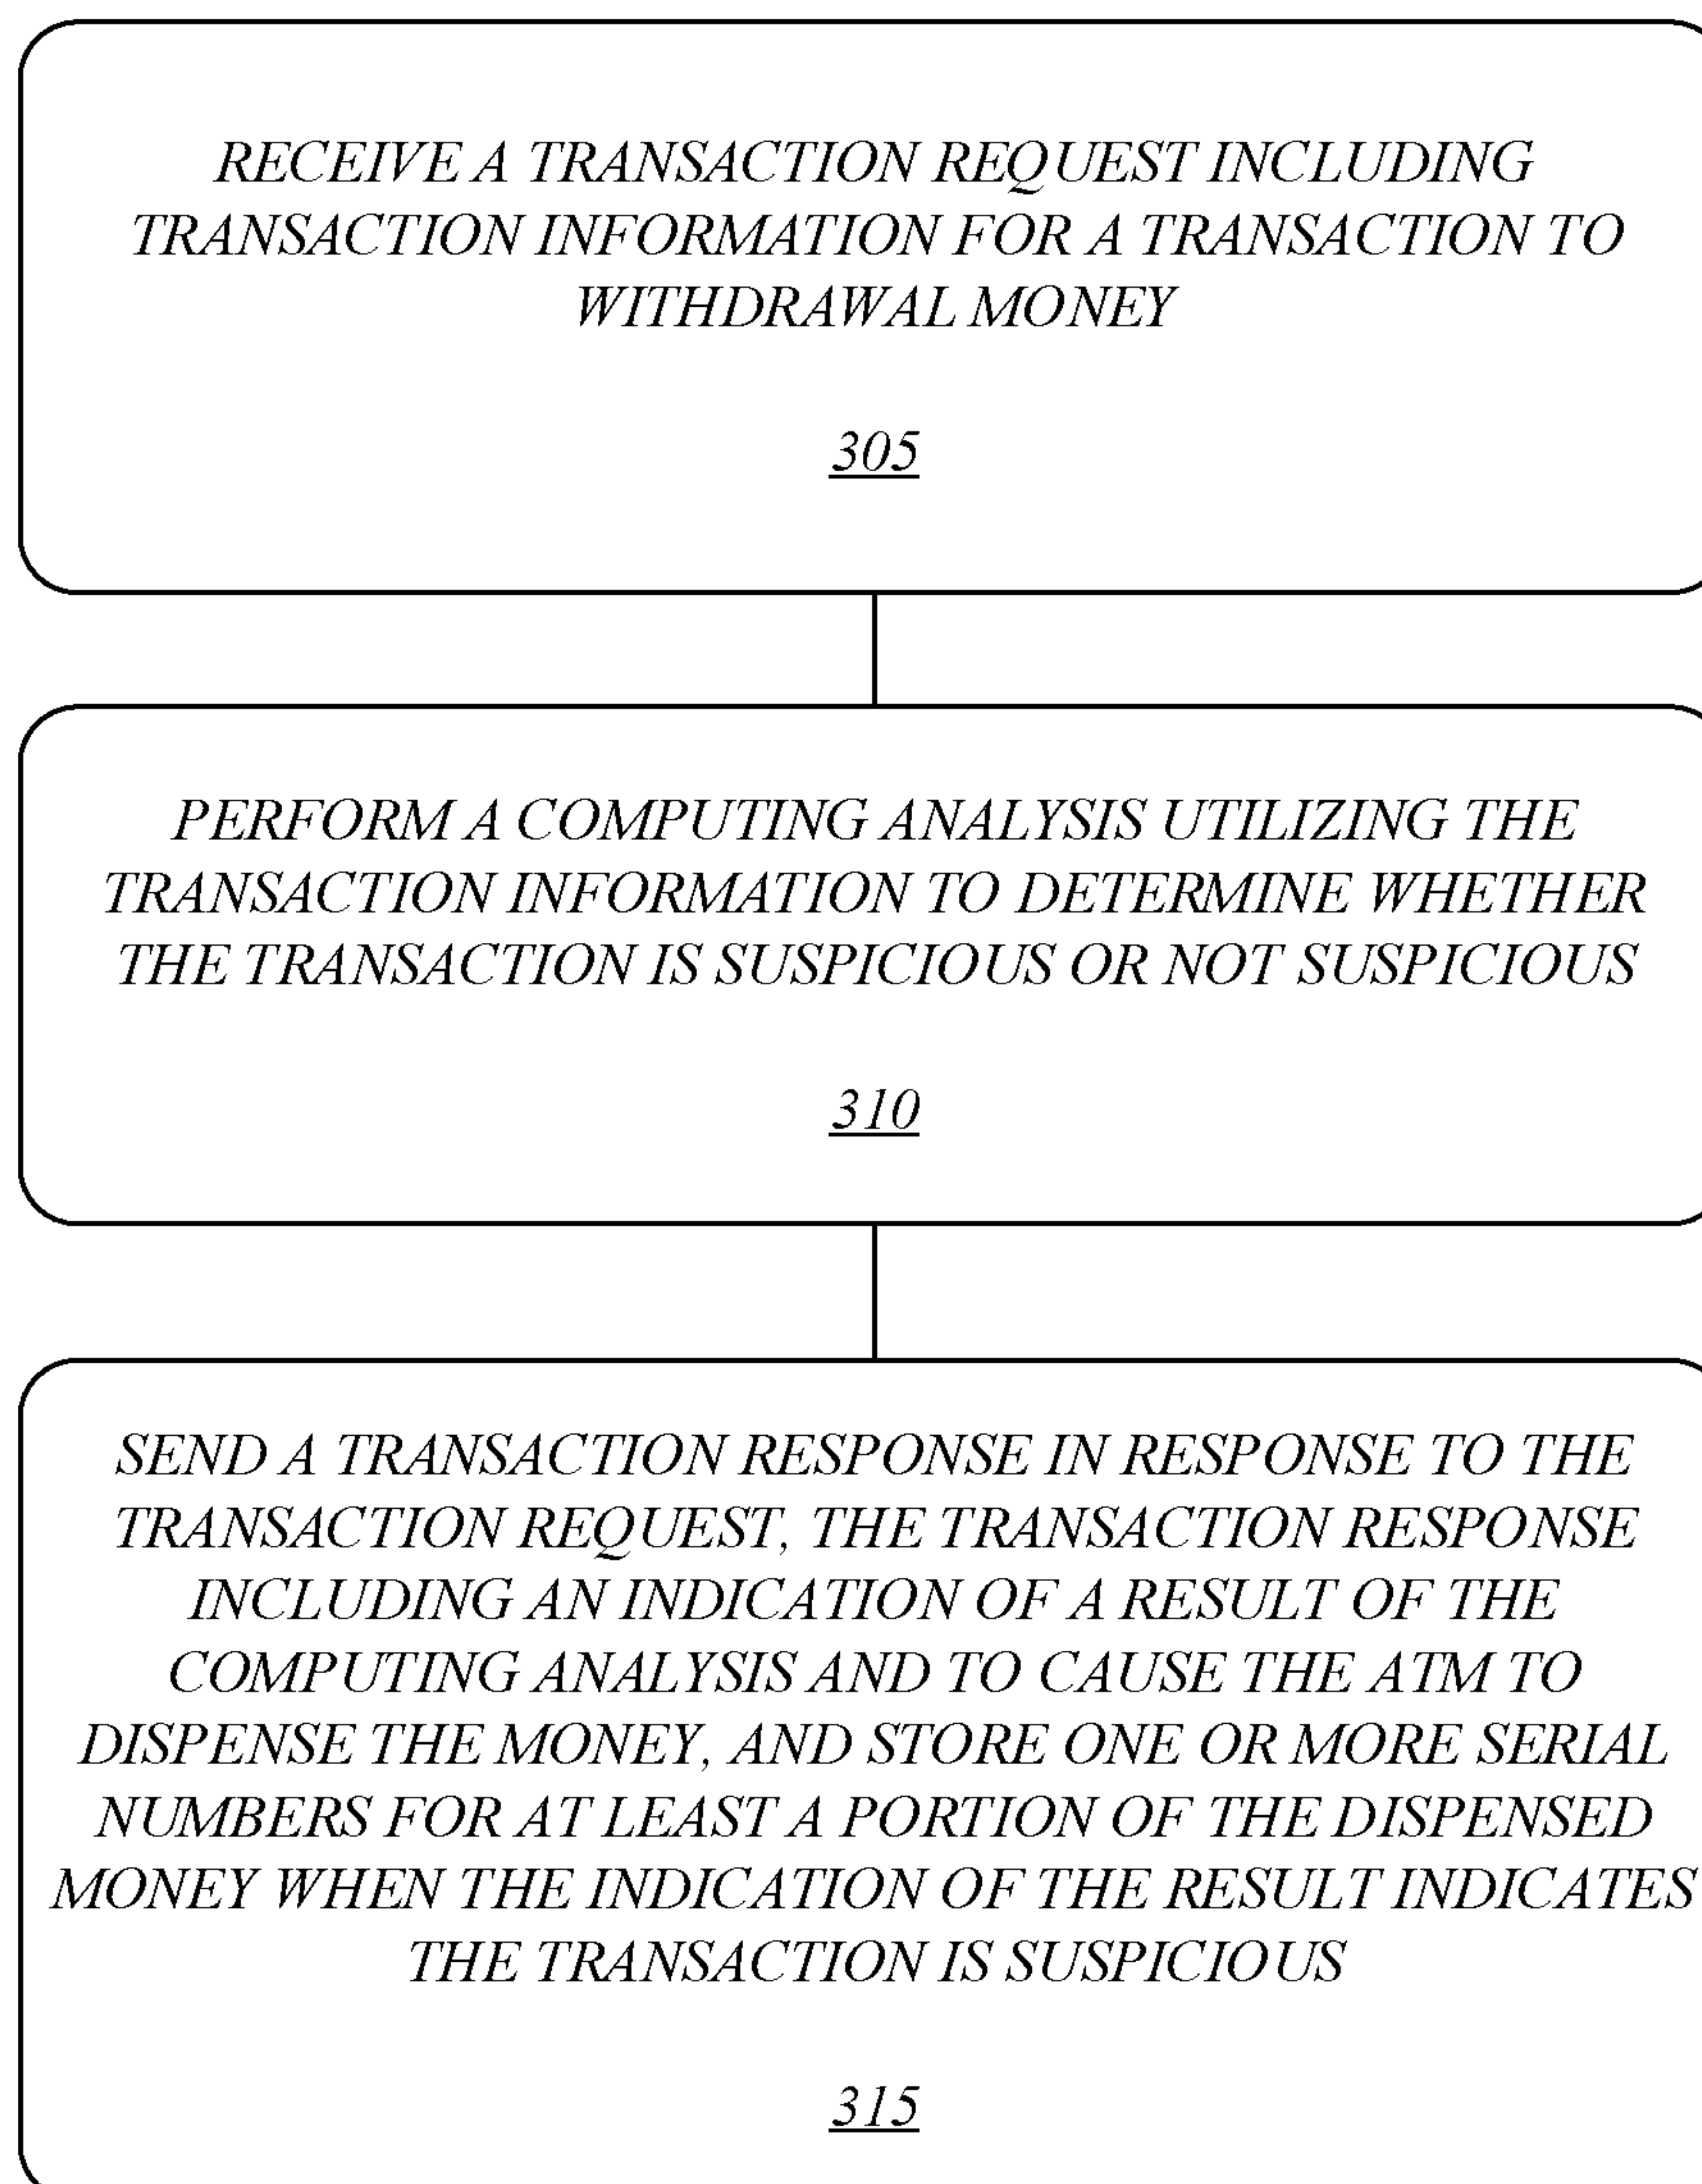 RECEIVE A TRANSACTION REQUEST INCLUDING
TRANSACTION INFORMATION FOR A TRANSACTION TO
WITHDRAWAL MONEY
305
PERFORM A COMPUTING ANALYSIS UTILIZING THE
TRANSACTION INFORMATION TO DETERMINE WHETHER
THE TRANSACTION IS SUSPICIOUS OR NOT SUSPICIOUS
310
SEND A TRANSACTION RESPONSE IN RESPONSE TO THE
TRANSACTION REQUEST, THE TRANSACTION RESPONSE
INCLUDING AN INDICATION OF A RESULT OF THE
COMPUTING ANALYSIS AND TO CAUSE THE ATM TO
DISPENSE THE MONEY, AND STORE ONE OR MORE SERIAL
NUMBERS FOR AT LEAST A PORTION OF THE DISPENSED
MONEY WHEN THE INDICATION OF THE RESULT INDICATES
THE TRANSACTION IS SUSPICIOUS
315